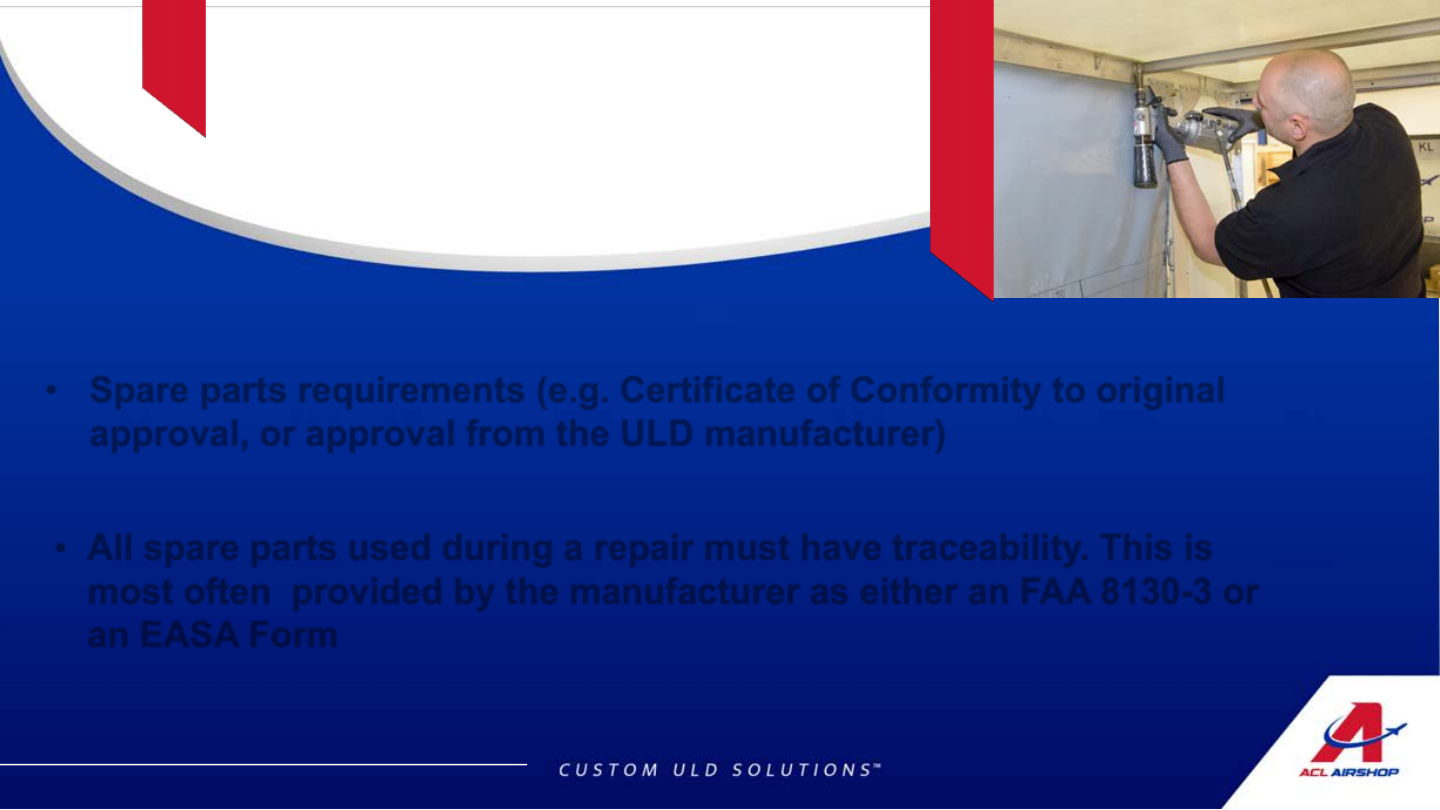 KL
OP
• Spare parts requirements (e.g. Certificate of Conformity to original
approval, or approval from the ULD manufacturer)
• All spare parts used during a repair must have traceability. This is
most often provided by the manufacturer as either an FAA 8130-3 or
an EASA Form
CUSTOM ULD SOLUTIONS™
ACL AIRSHOP